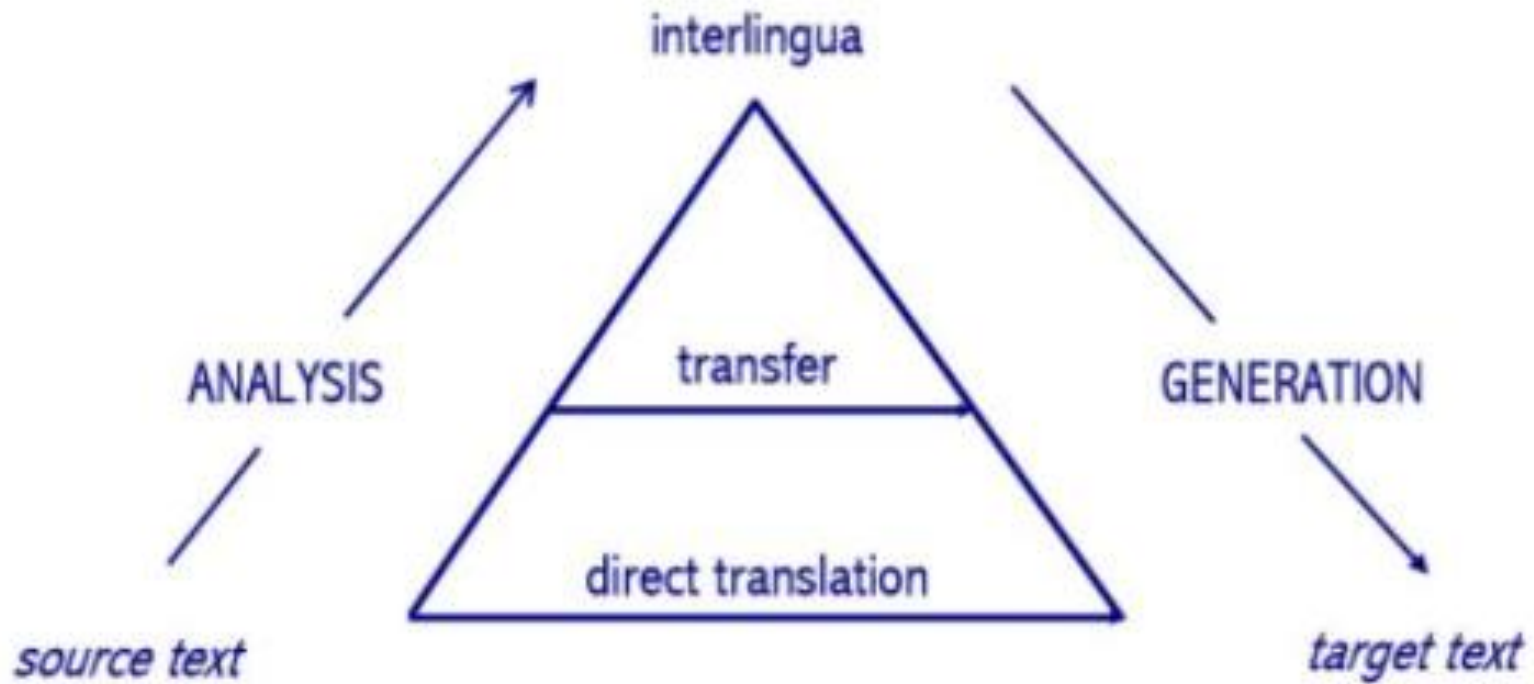 interlingua
transfer
ANALYSIS
GENERATION
direct translation
source text
target text